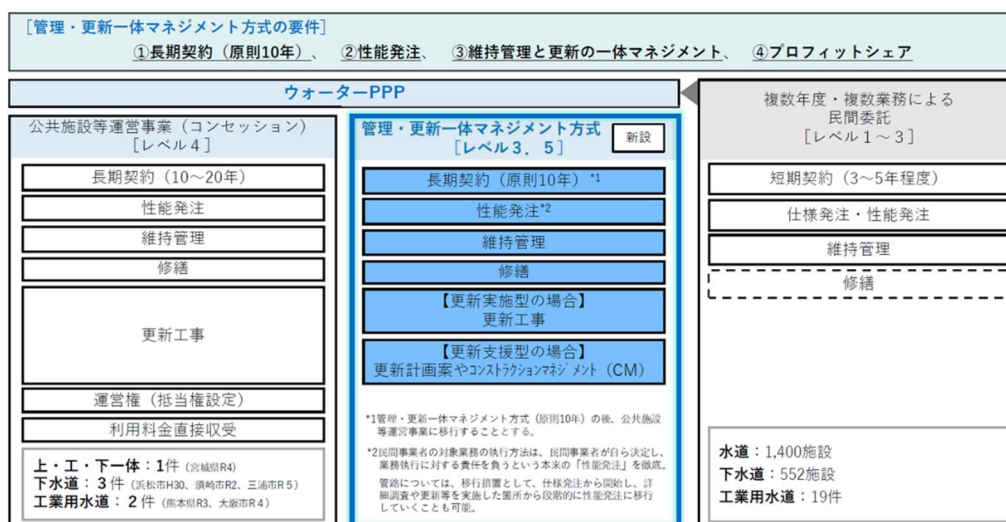 [管理・更新一体マネジメント方式の要件]
①長期契約（原則10年）、 ②性能発注、 ③維持管理と更新の一体マネジメント、 ④プロフィットシェア
ウォーターPPP
公共施設等運営事業（コンセッション）
[レベル4]
長期契約（10～20年）
性能発注
維持管理
修繕
更新工事
運営権（抵当権設定）
利用料金直接収受
上・工・下一体：1件（宮城県R4）
下水道：3件（浜松市H30、須崎市R2、三浦市R5）
工業用水道：2件（熊本県R3、大阪市R4）
管理・更新一体マネジメント方式
[レベル3．5]
新設
長期契約（原則10年）*1
性能発注*2
維持管理
修繕
【更新実施型の場合】
更新工事
【更新支援型の場合】
更新計画案やｺﾝｽﾄﾗｸｼｮﾝﾏﾈｼﾞﾒﾝﾄ（CM）
*1管理・更新一体マネジメント方式（原則10年）の後、公共施設
等運営事業に移行することとする。
*2民間事業者の対象業務の執行方法は、民間事業者が自ら決定し、
業務執行に対する責任を負うという本来の「性能発注」を徹底。
管路については、移行措置として、仕様発注から開始し、詳
細調査や更新等を実施した箇所から段階的に性能発注に移行
していくことも可能。
複数年度・複数業務による
民間委託
[レベル1～3]
短期契約（3～5年程度）
仕様発注・性能発注
維持管理
修繕
水道：1,400施設
下水道：552施設
工業用水道：19件